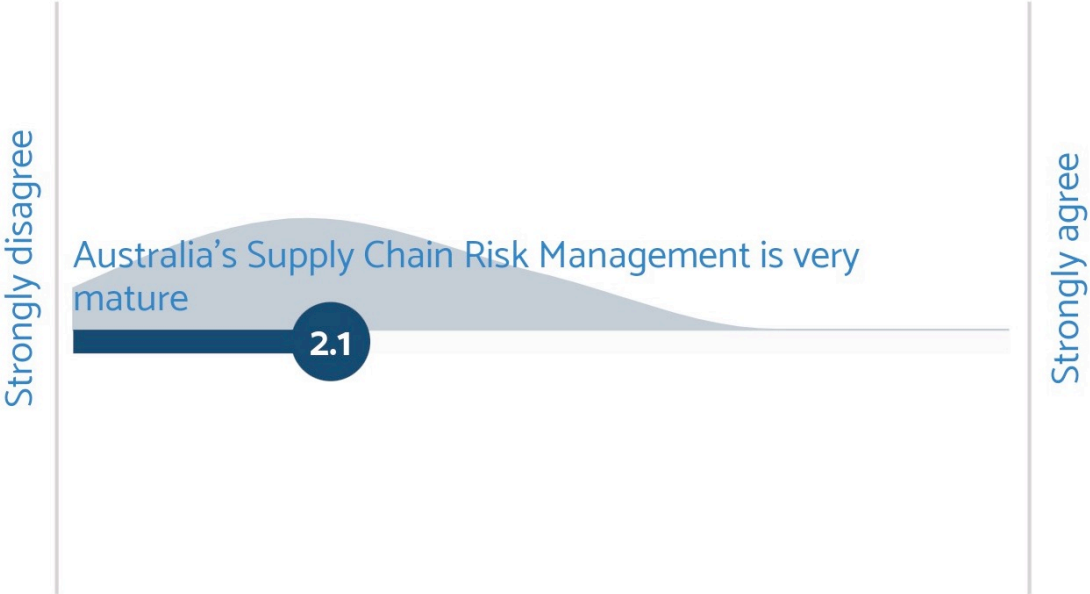 Strongly disagree
Australia’s Supply Chain Risk Management is very
mature
2.1
Strongly agree